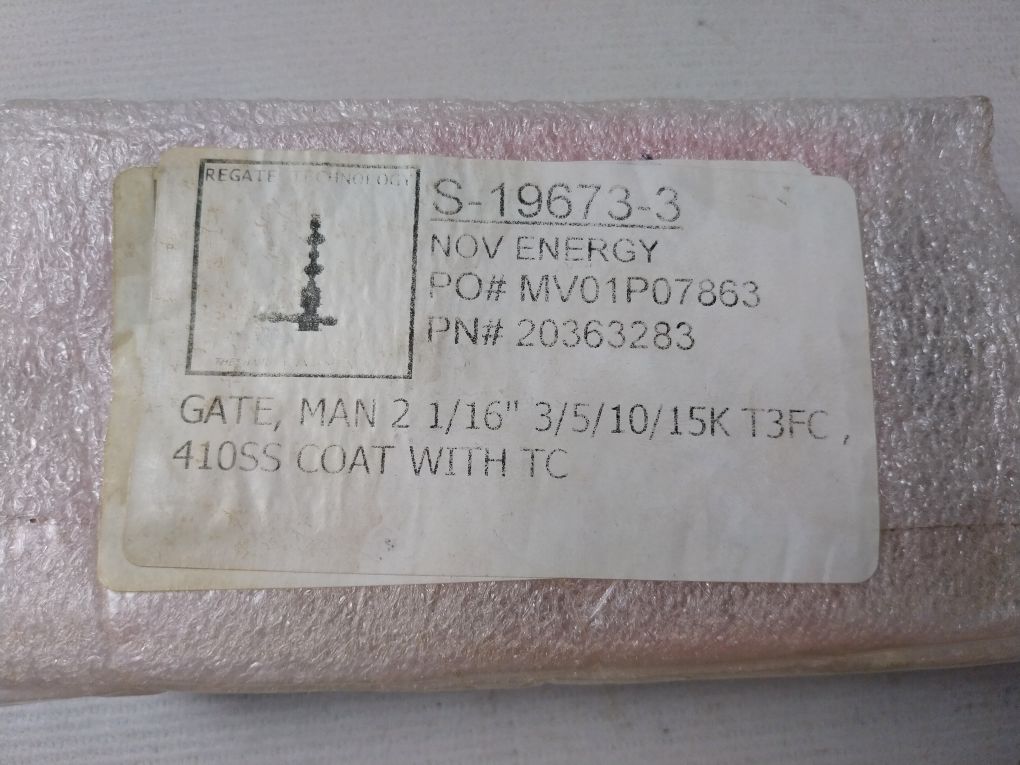 REGATE TECHNOLOGY
S-19673-3
NOV ENERGY
PO# MV01P07863
PN# 20363283
GATE, MAN 2 1/16" 3/5/10/15K T3FC ,
410SS COAT WITH TC